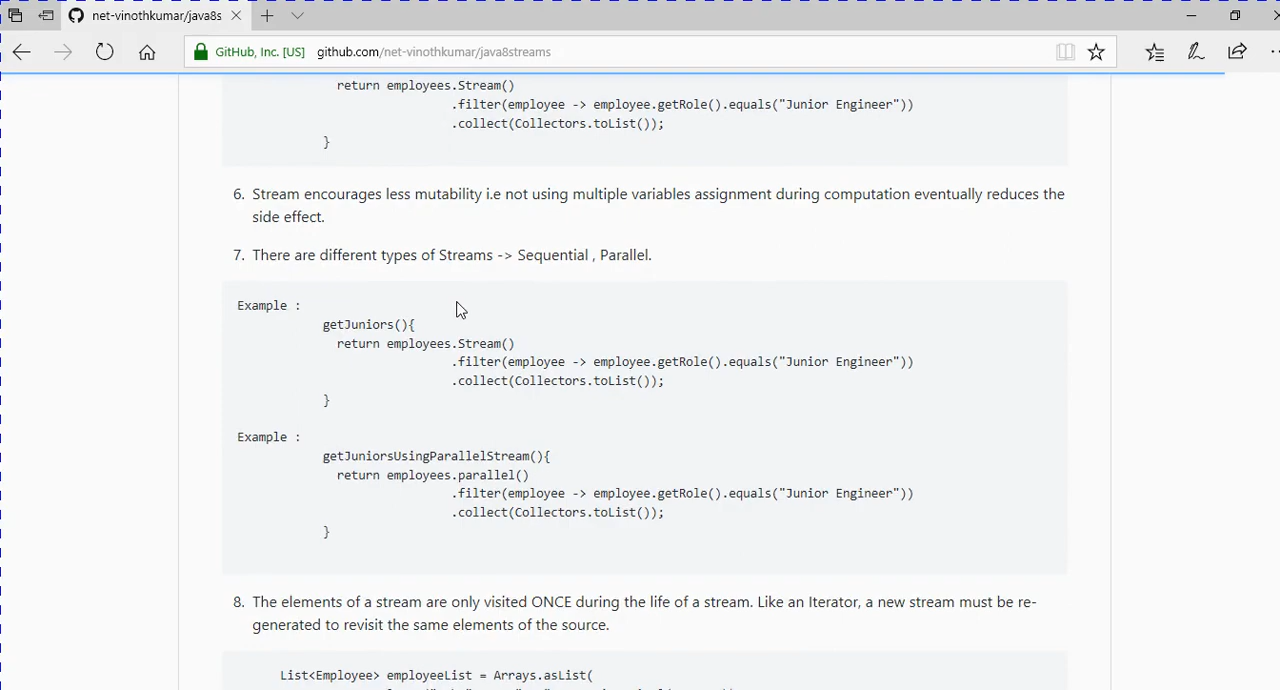 net-vinothkumar/java8s
GitHub, Inc. [US] github.com/net-vinothkumar/java8streams
return employees.Stream()
.filter(employee -> employee.getRole().equals("Junior Engineer"))
.collect(Collectors.toList());
}
6. Stream encourages less mutability i.e not using multiple variables assignment during computation eventually reduces the
side effect.
7. There are different types of Streams -> Sequential , Parallel.
Example :
getJuniors(){
return employees.Stream()
.filter(employee -> employee.getRole().equals("Junior Engineer"))
.collect(Collectors.toList());
}
Example :
getJuniorsUsingParallelStream(){
return employees.parallel()
.filter(employee -> employee.getRole().equals("Junior Engineer"))
.collect(Collectors.toList());
}
8. The elements of a stream are only visited ONCE during the life of a stream. Like an Iterator, a new stream must be re-
generated to revisit the same elements of the source.
List<Employee> employeeList = Arrays.asList(